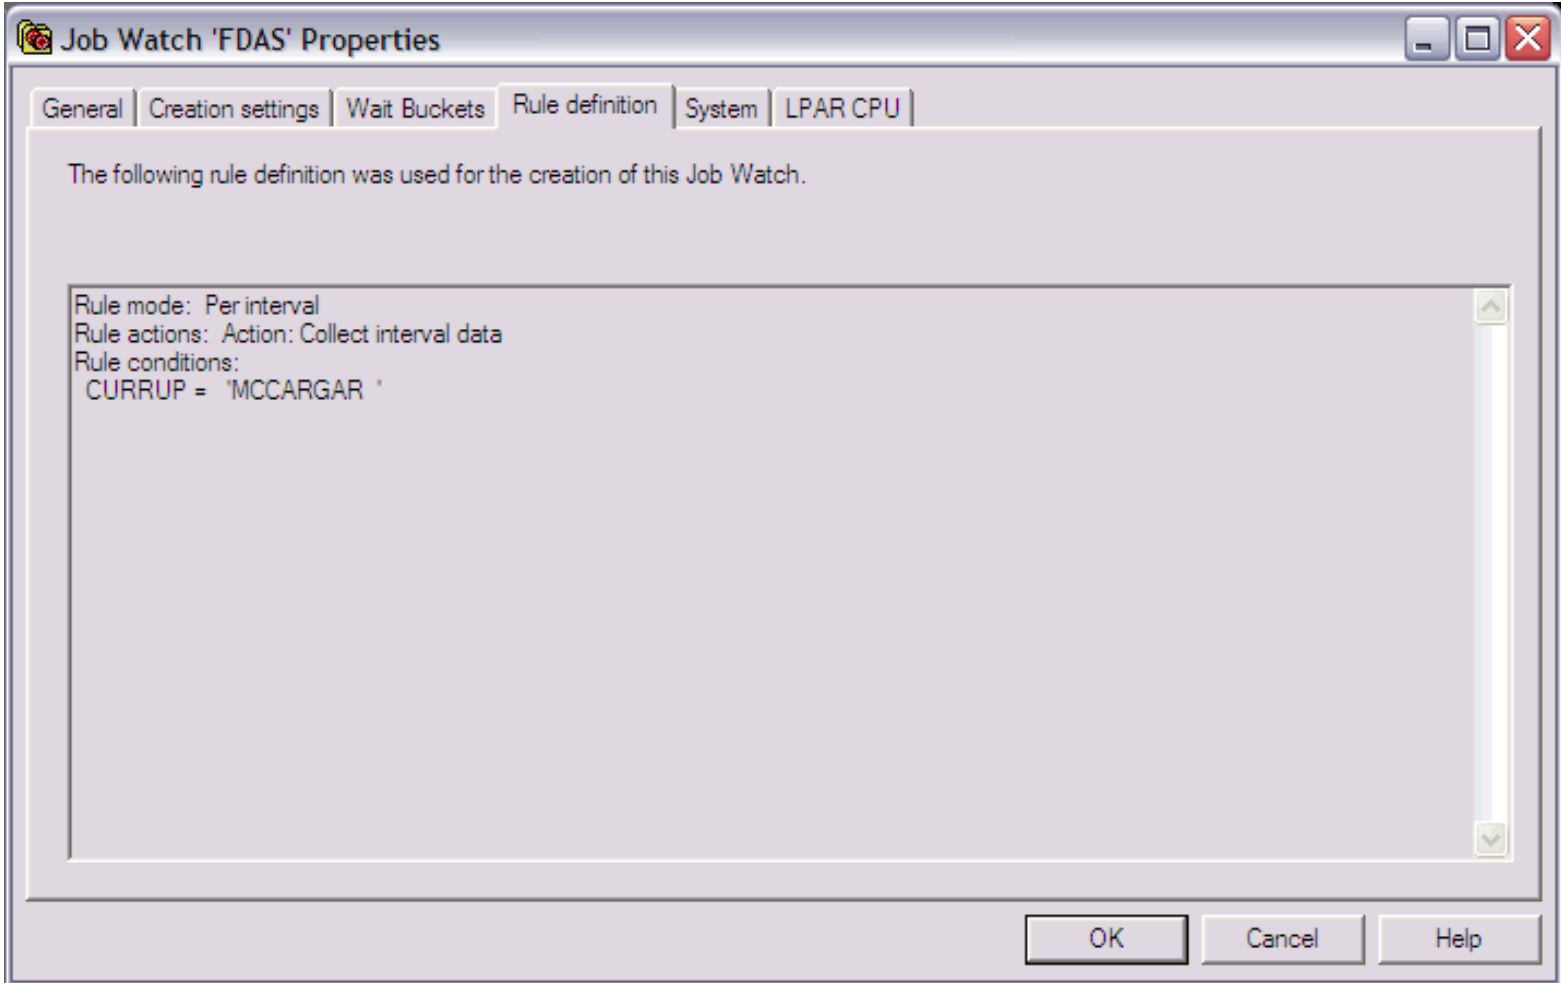 Job Watch 'FDAS' Properties
General Creation settings Wait Buckets Rule definition System LPAR CPU
The following rule definition was used for the creation of this Job Watch.
Rule mode:  Per interval
Rule actions:  Action: Collect interval data
Rule conditions:
CURRUP =  'MCCARGAR  '
OK Cancel Help